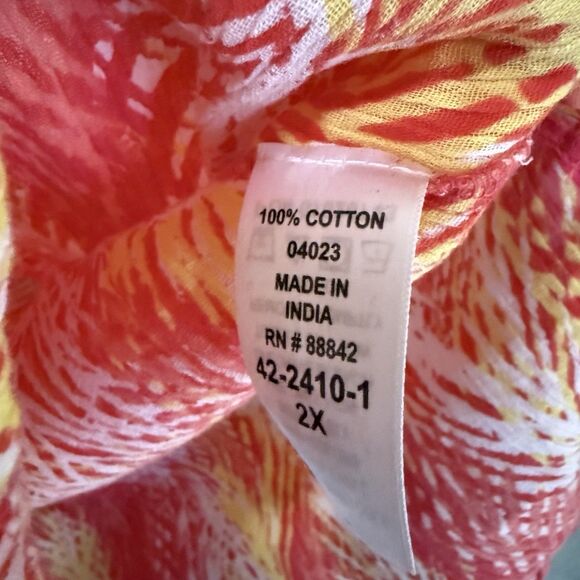 100% COTTON
04023
MADE IN
INDIA
RN # 88842
42-2410-1
2X